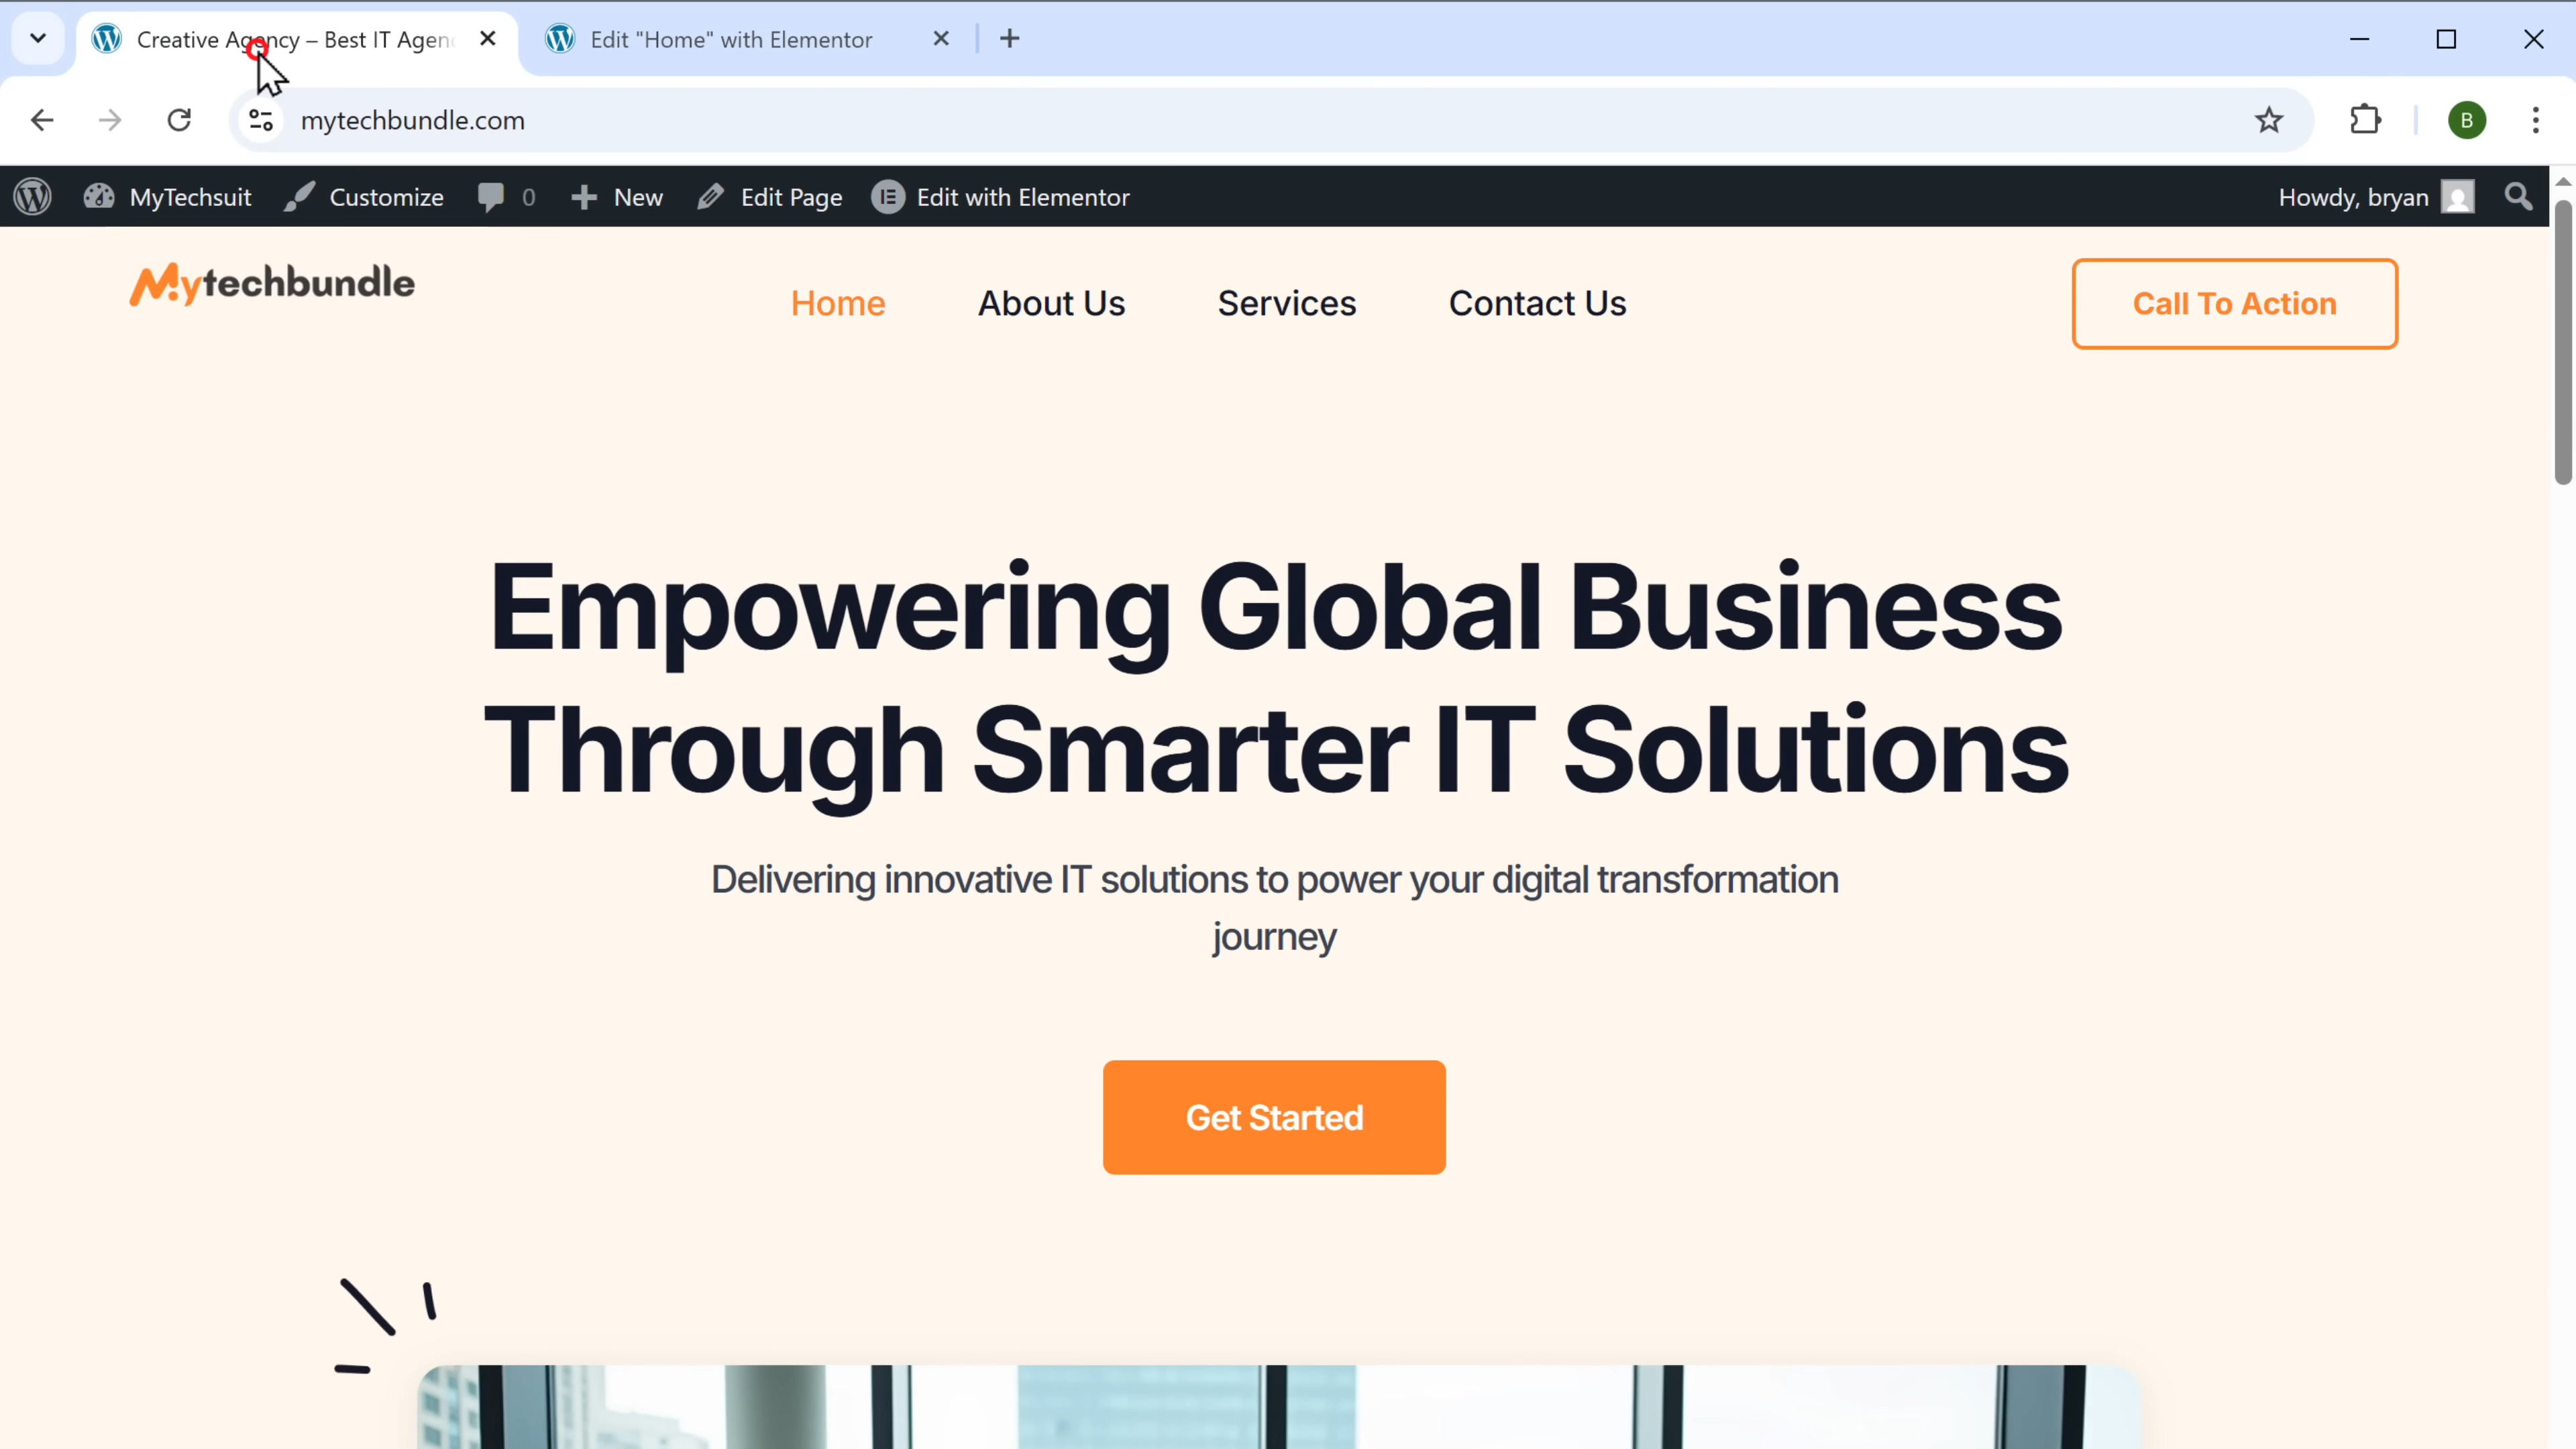 Creative Agency – Best IT Agen
Edit "Home" with Elementor
mytechbundle.com
B
MyTechsuit
Customize
0
New
Edit Page
Edit with Elementor
Howdy, bryan
Mytechbundle
Home
About Us
Services
Contact Us
Call To Action
Empowering Global Business
Through Smarter IT Solutions
Delivering innovative IT solutions to power your digital transformation
journey
Get Started